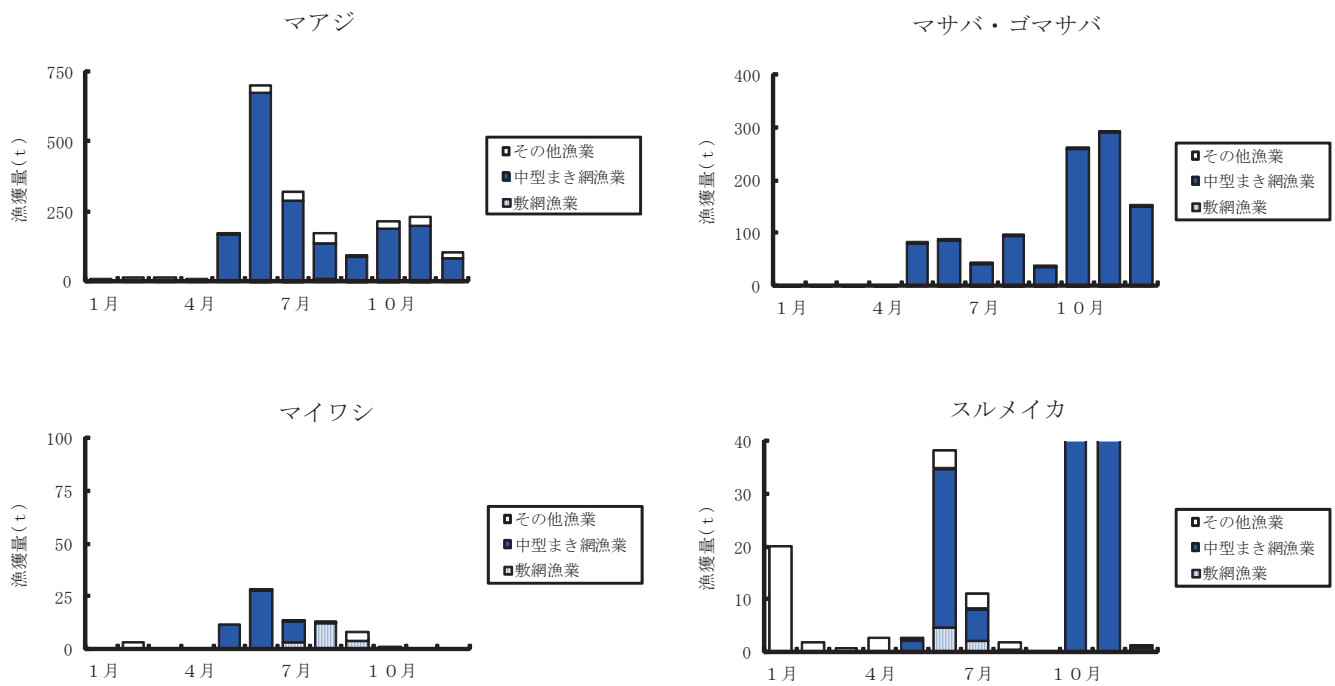 マアジ
漁獲量(t)
750
500
250
0
1月 4月 7月 10月
その他漁業
中型まき網漁業
敷網漁業
マサバ・ゴマサバ
400
300
200
100
0
1月 4月 7月 10月
その他漁業
中型まき網漁業
敷網漁業
マイワシ
漁獲量(t)
100
75
50
25
0
1月 4月 7月 10月
その他漁業
中型まき網漁業
敷網漁業
スルメイカ
漁獲量(t)
40
30
20
10
0
1月 4月 7月 10月
その他漁業
中型まき網漁業
敷網漁業